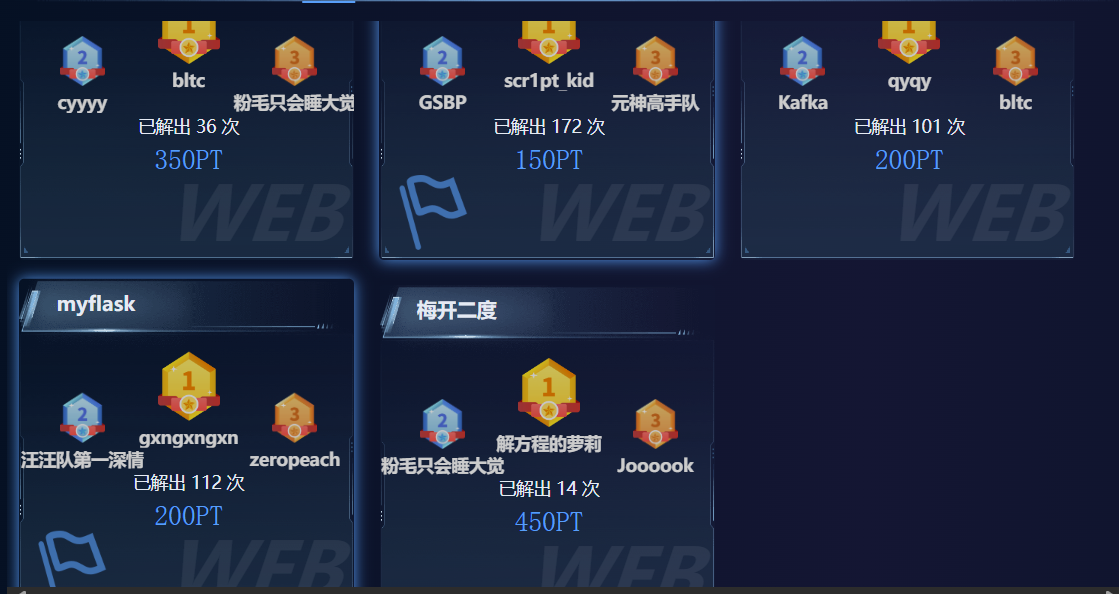 1
2
3
bltc
cyyyy
粉毛只会睡大觉
已解出 36 次
350PT
WEB
1
2
3
scr1pt_kid
GSBP
元神高手队
已解出 172 次
150PT
WEB
1
2
3
qyqy
Kafka
bltc
已解出 101 次
200PT
WEB
myflask
1
2
3
gxngxngxn
汪汪队第一深情
zeropeach
已解出 112 次
200PT
WEB
梅开二度
1
2
3
解方程的萝莉
粉毛只会睡大觉
Joooook
已解出 14 次
450PT
WEB